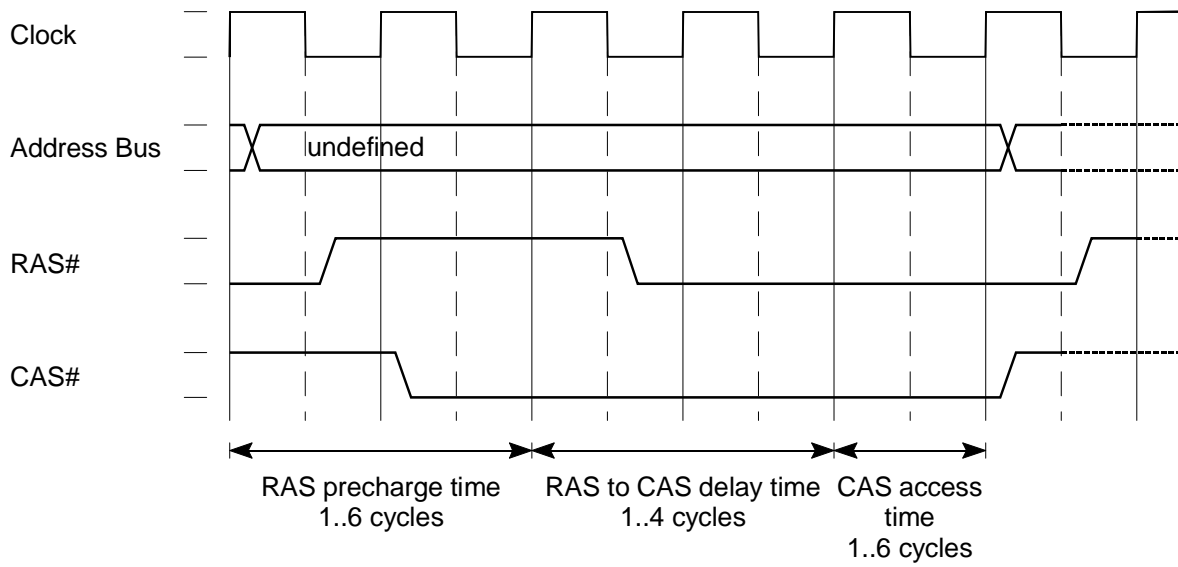 Clock
Address Bus
undefined
RAS#
CAS#
RAS precharge time
1..6 cycles
RAS to CAS delay time
1..4 cycles
CAS access
time
1..6 cycles